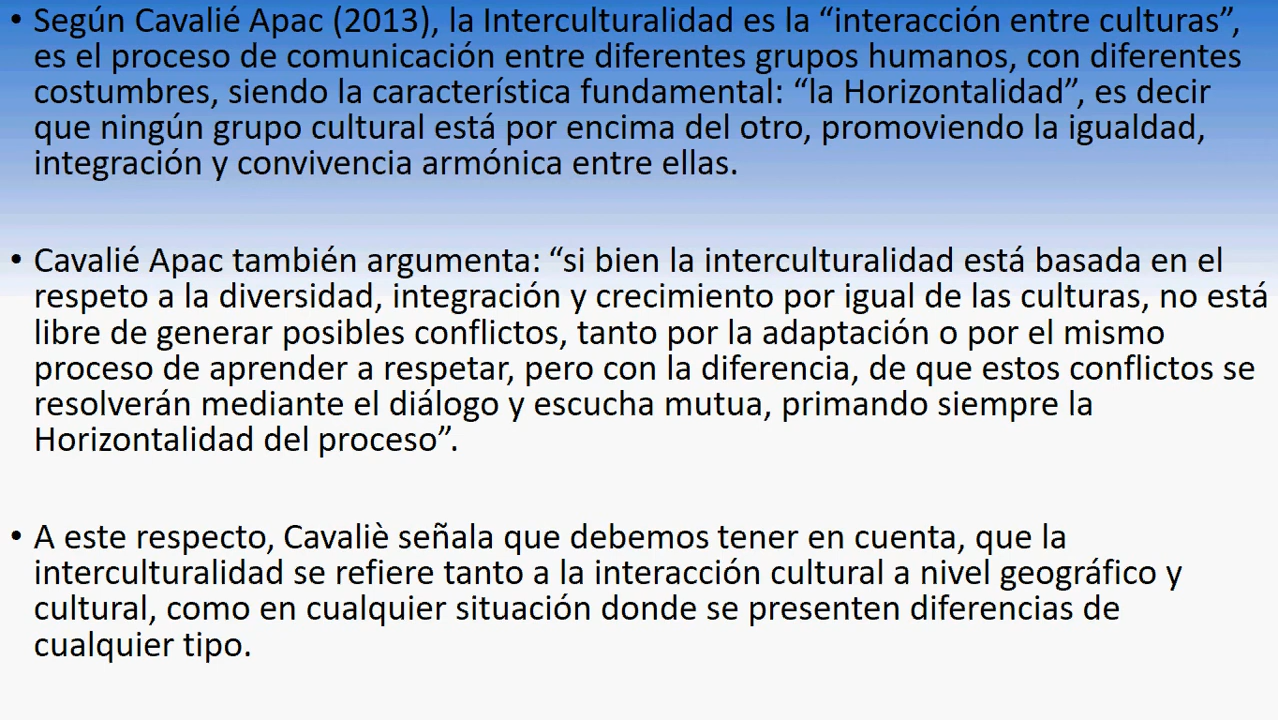 • Según Cavalié Apac (2013), la Interculturalidad es la “interacción entre culturas”,
es el proceso de comunicación entre diferentes grupos humanos, con diferentes
costumbres, siendo la característica fundamental: “la Horizontalidad”, es decir
que ningún grupo cultural está por encima del otro, promoviendo la igualdad,
integración y convivencia armónica entre ellas.
• Cavalié Apac también argumenta: “si bien la interculturalidad está basada en el
respeto a la diversidad, integración y crecimiento por igual de las culturas, no está
libre de generar posibles conflictos, tanto por la adaptación o por el mismo
proceso de aprender a respetar, pero con la diferencia, de que estos conflictos se
resolverán mediante el diálogo y escucha mutua, primando siempre la
Horizontalidad del proceso”.
• A este respecto, Cavaliè señala que debemos tener en cuenta, que la
interculturalidad se refiere tanto a la interacción cultural a nivel geográfico y
cultural, como en cualquier situación donde se presenten diferencias de
cualquier tipo.